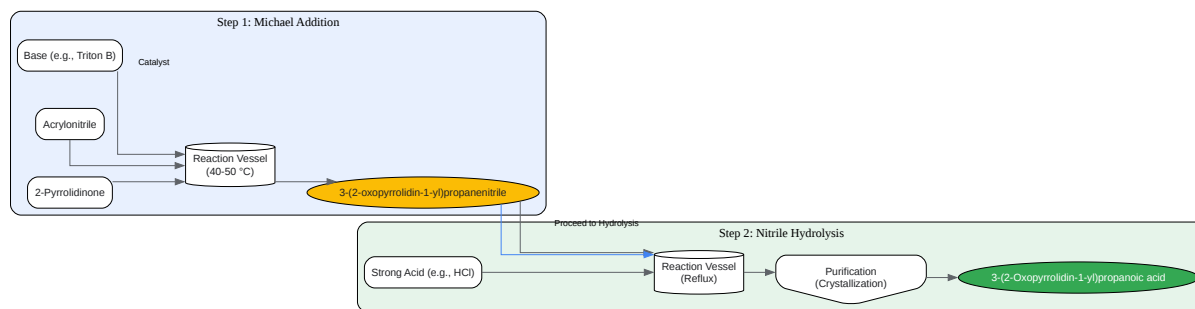 Step 1: Michael Addition
Base (e.g., Triton B)
Catalyst
Acrylonitrile
Reaction Vessel
(40-50 °C)
2-Pyrrolidinone
3-(2-oxopyrrolidin-1-yl)propanenitrile
Proceed to Hydrolysis
Step 2: Nitrile Hydrolysis
Strong Acid (e.g., HCl)
Reaction Vessel
(Reflux)
Purification
(Crystallization)
3-(2-Oxopyrrolidin-1-yl)propanoic acid